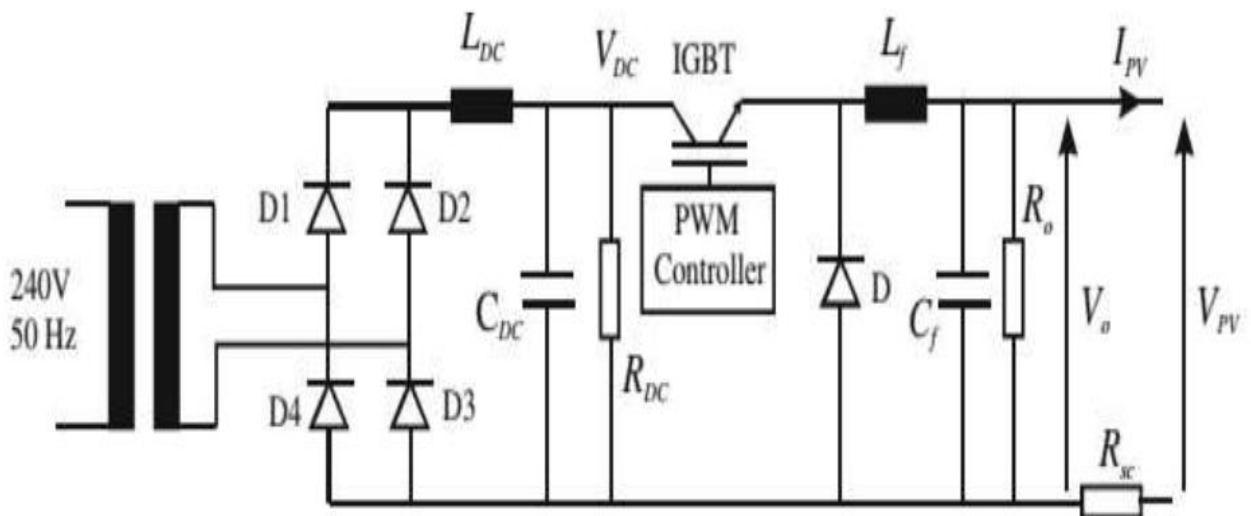 L_DC
V_DC
IGBT
L_f
I_PV
D1
D2
PWM
Controller
R_o
240V
50 Hz
C_DC
R_DC
D
C_f
V_o
V_PV
D4
D3
R_sc